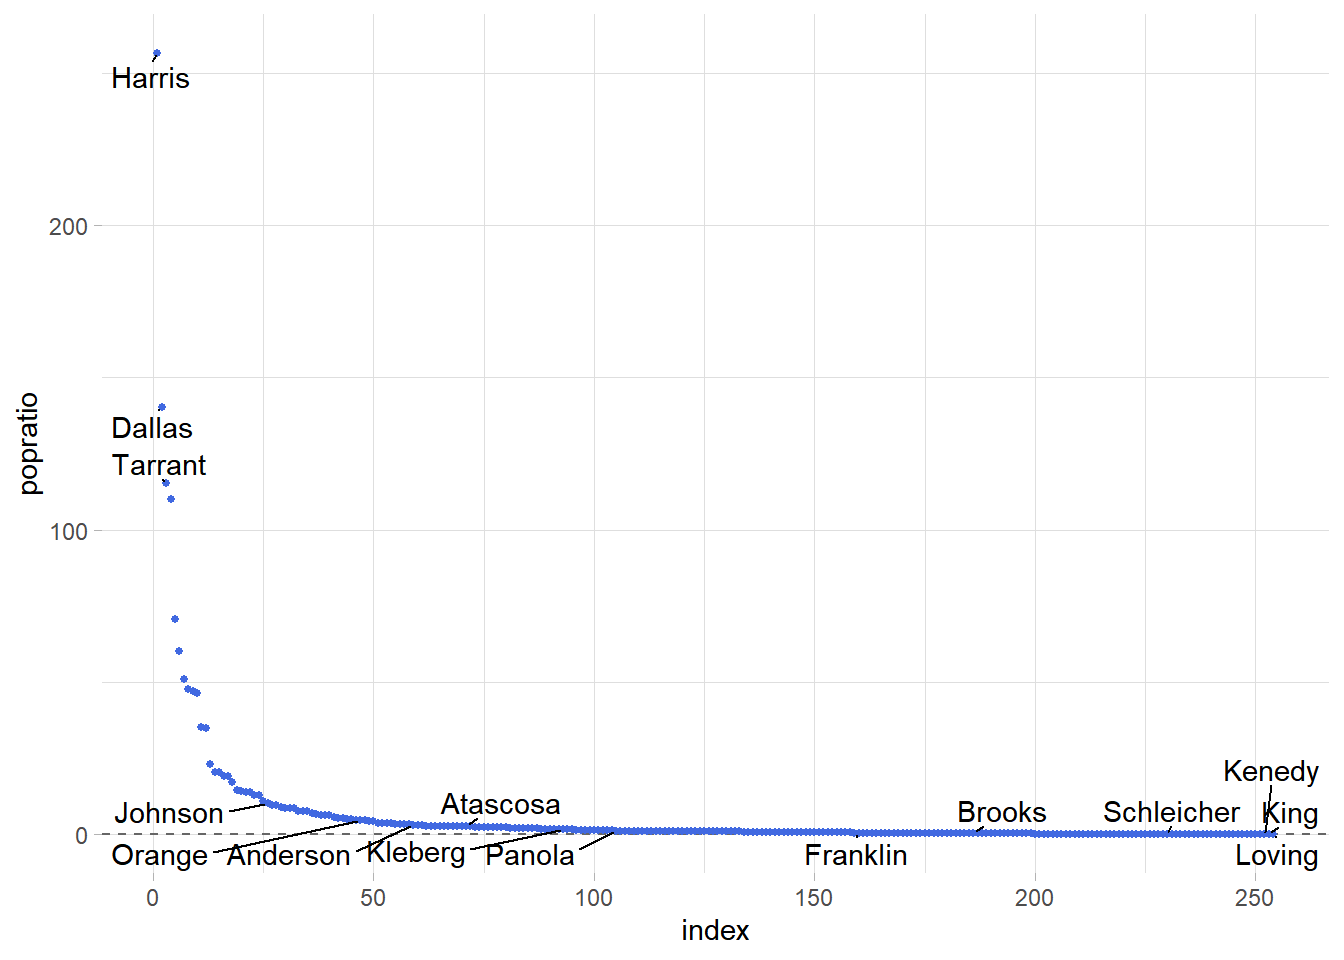 Harris
200
Dallas
Tarrant
popratio
100
Kenedy
Johnson
Atascosa
Brooks
Schleicher
King
0
Orange
Anderson
Kleberg
Panola
Franklin
Loving
0
50
100
150
200
250
index